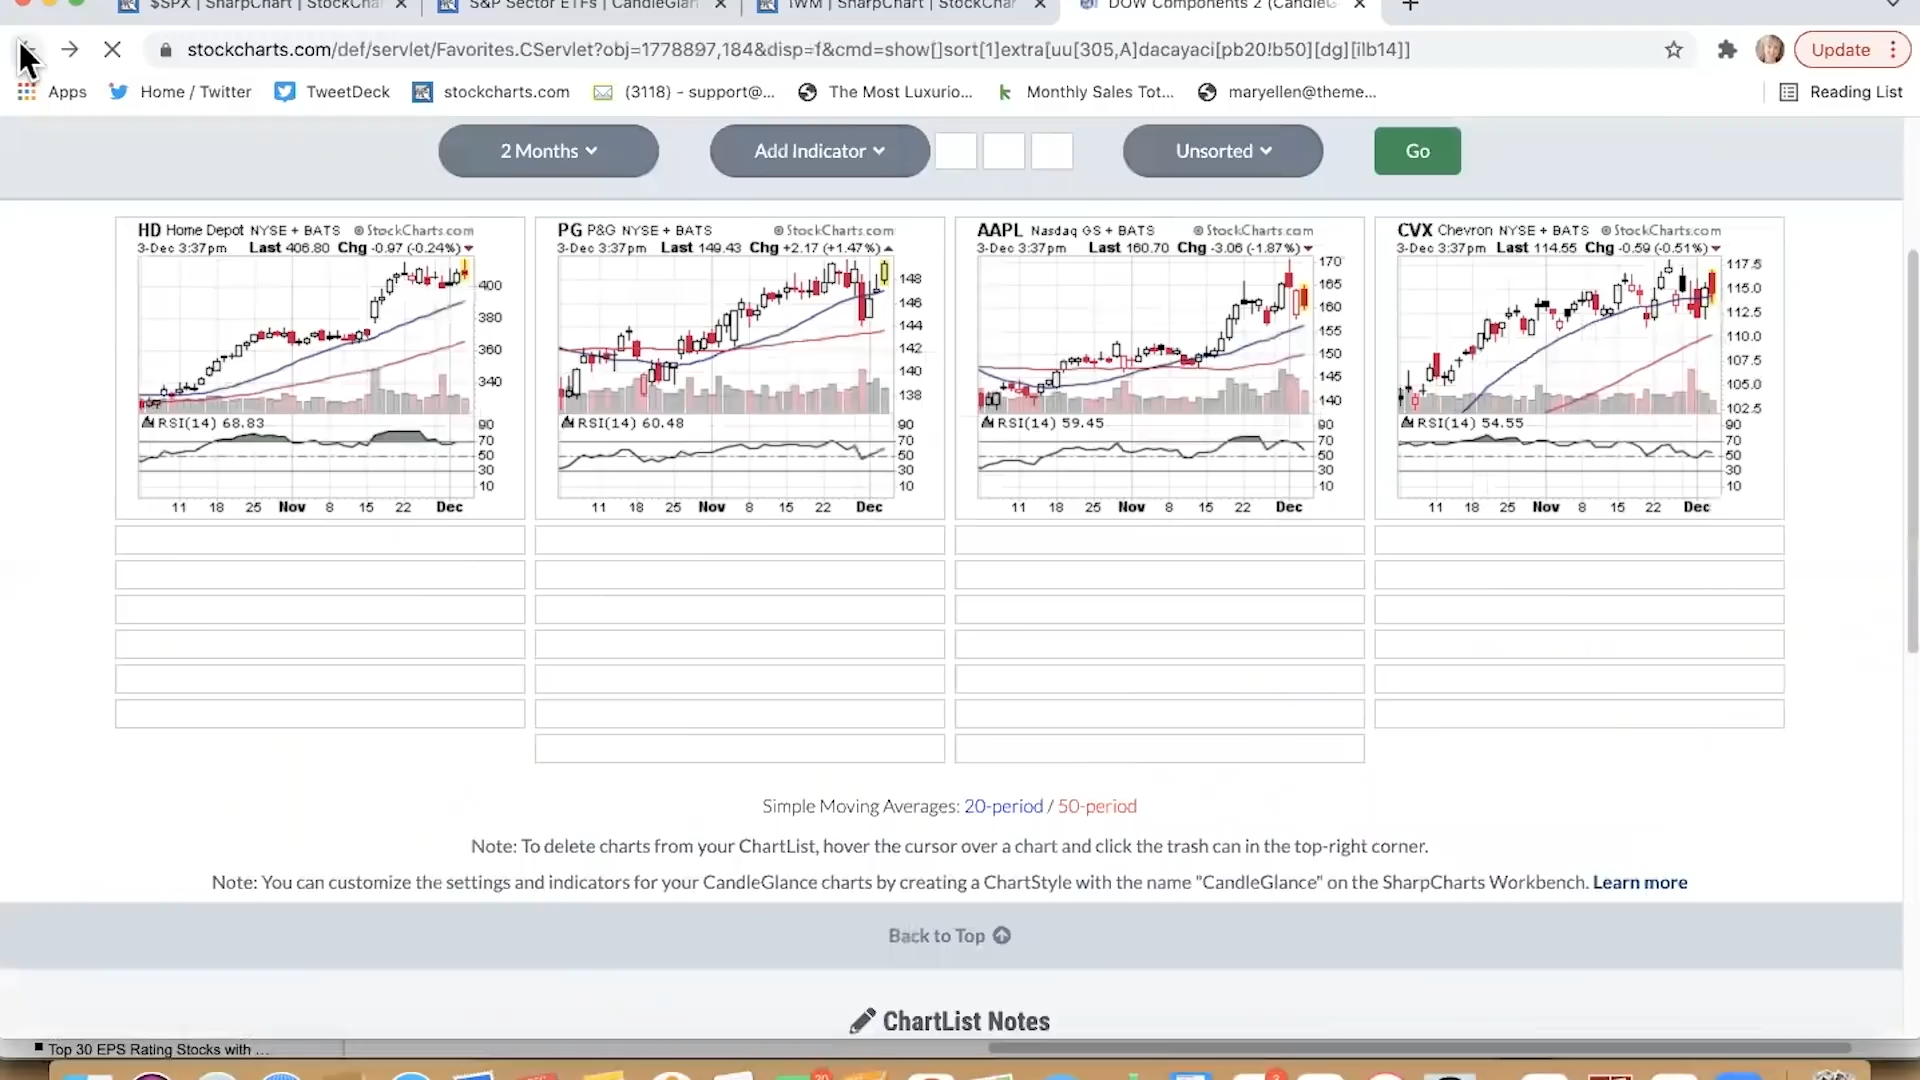 $SPX | SharpChart | StockChar
S&P Sector ETFs | CandleGlan
IWM | SharpChart | StockChar
DOW Components 2 (CandleG
stockcharts.com/def/servlet/Favorites.CServlet?obj=1778897,184&disp=f&cmd=show[]sort[1]extra[uu[305,A]dacayaci[pb20!b50][dg][ilb14]]
Update
Apps
Home / Twitter
TweetDeck
stockcharts.com
(3118) - support@...
The Most Luxurio...
Monthly Sales Tot...
maryellen@theme...
Reading List
2 Months
Add Indicator
Unsorted
Go
HD Home Depot NYSE + BATS @StockCharts.com
3-Dec 3:37pm Last 406.80 Chg -0.97 (-0.24%)
400
380
360
340
RSI(14) 68.83
90
70
50
30
10
11 18 25 Nov 8 15 22 Dec
PG P&G NYSE + BATS @StockCharts.com
3-Dec 3:37pm Last 149.43 Chg +2.17 (+1.47%)
148
146
144
142
140
138
RSI(14) 60.48
90
70
50
30
10
11 18 25 Nov 8 15 22 Dec
AAPL Nasdaq GS + BATS @StockCharts.com
3-Dec 3:37pm Last 160.70 Chg -3.06 (-1.87%)
170
165
160
155
150
145
140
RSI(14) 59.45
90
70
50
30
10
11 18 25 Nov 8 15 22 Dec
CVX Chevron NYSE + BATS @StockCharts.com
3-Dec 3:37pm Last 114.55 Chg -0.59 (-0.51%)
117.5
115.0
112.5
110.0
107.5
105.0
102.5
RSI(14) 54.55
90
70
50
30
10
11 18 25 Nov 8 15 22 Dec
Simple Moving Averages: 20-period / 50-period
Note: To delete charts from your ChartList, hover the cursor over a chart and click the trash can in the top-right corner.
Note: You can customize the settings and indicators for your CandleGlance charts by creating a ChartStyle with the name "CandleGlance" on the SharpCharts Workbench. Learn more
Back to Top
ChartList Notes
Top 30 EPS Rating Stocks with ...